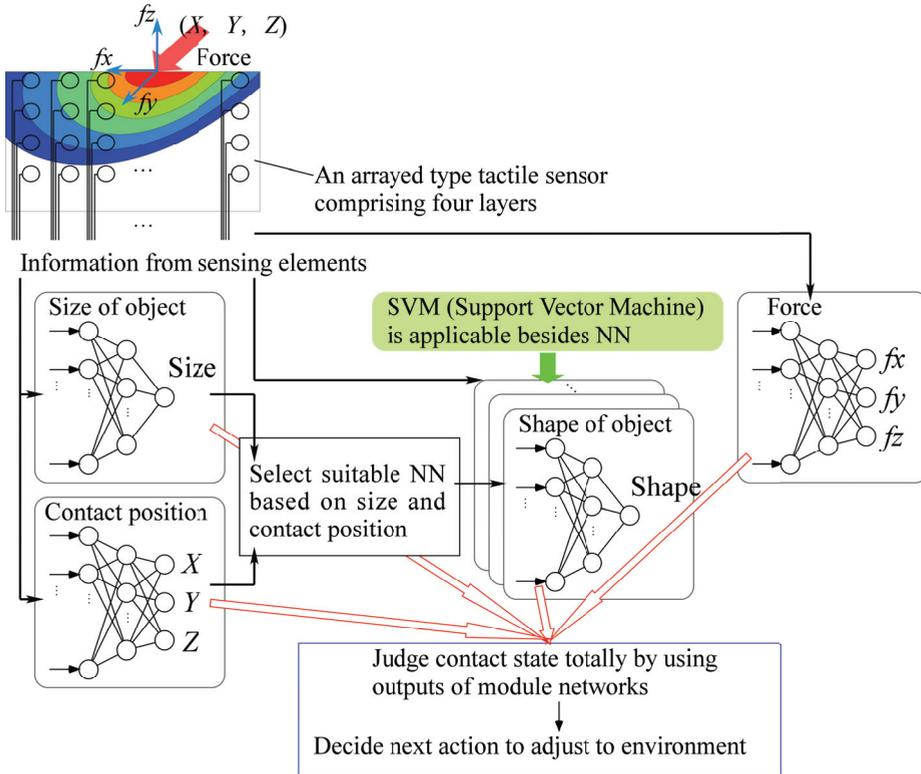 fz
(X, Y, Z)
fx
Force
fy
...
...
An arrayed type tactile sensor
comprising four layers
Information from sensing elements
Size of object
Size
...
...
SVM (Support Vector Machine)
is applicable besides NN
Force
fx
fy
fz
...
...
Select suitable NN
based on size and
contact position
...
Shape of object
Shape
...
...
Contact position
X
Y
Z
...
...
Judge contact state totally by using
outputs of module networks
Decide next action to adjust to environment